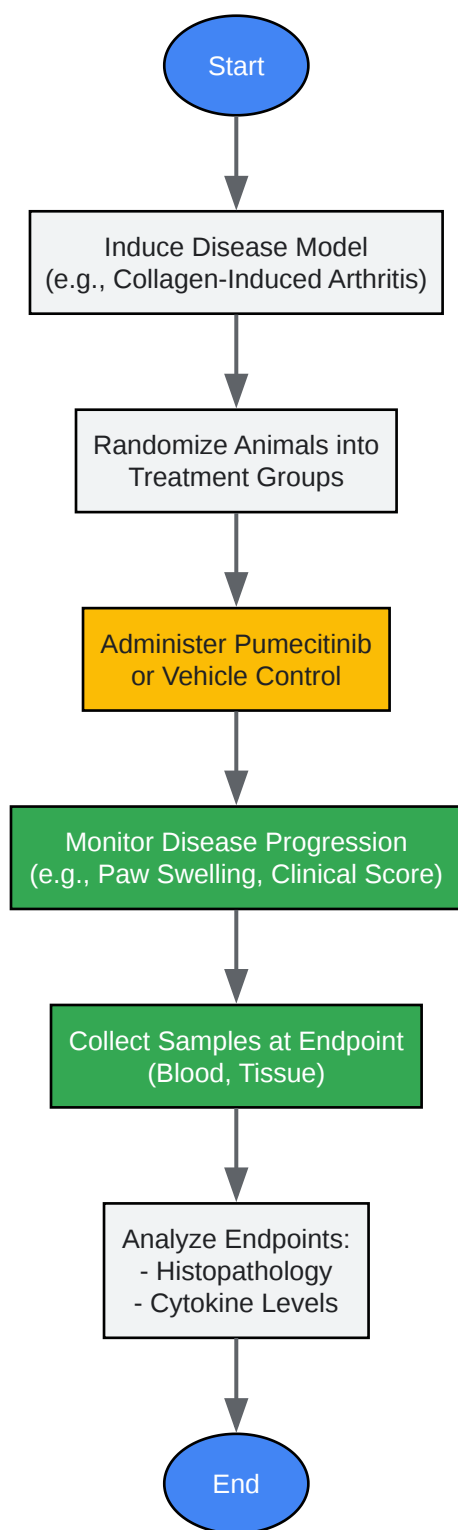 Start
Induce Disease Model
(e.g., Collagen-Induced Arthritis)
Randomize Animals into
Treatment Groups
Administer Pumecitinib
or Vehicle Control
Monitor Disease Progression
(e.g., Paw Swelling, Clinical Score)
Collect Samples at Endpoint
(Blood, Tissue)
Analyze Endpoints:
- Histopathology
- Cytokine Levels
End